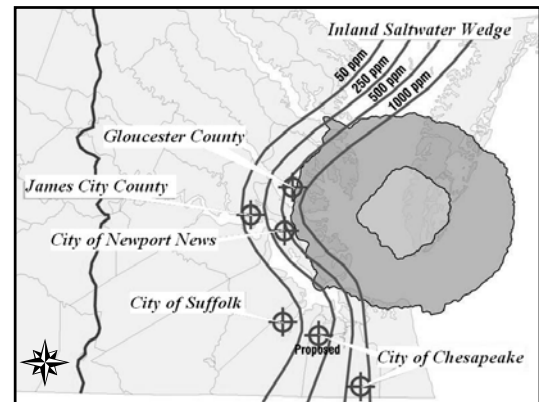 Inland Saltwater Wedge
50 ppm
250 ppm
500 ppm
1000 ppm
Gloucester County
James City County
City of Newport News
City of Suffolk
Proposed
City of Chesapeake